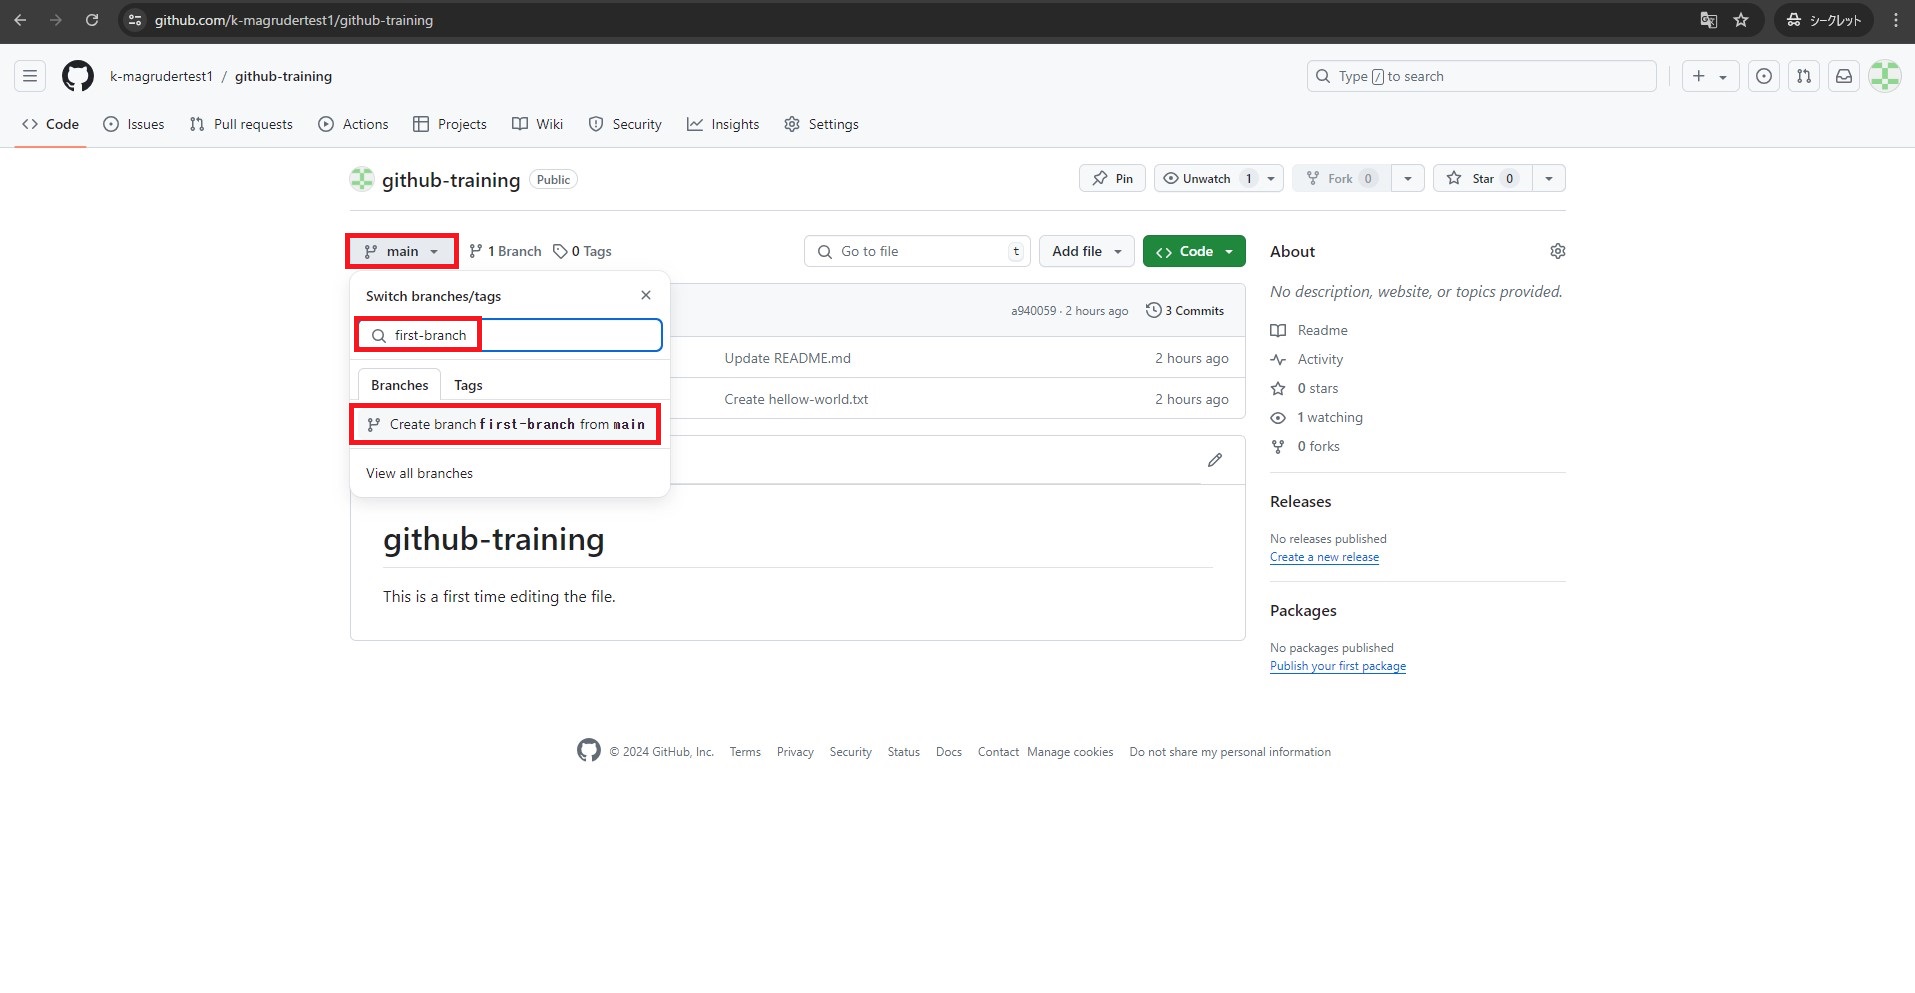 github.com/k-magrudertest1/github-training
シークレット
k-magrudertest1 / github-training
Type / to search
Code Issues Pull requests Actions Projects Wiki Security Insights Settings
github-training Public
Pin Unwatch 1 Fork 0 Star 0
main 1 Branch 0 Tags
Go to file t Add file Code
Switch branches/tags
first-branch
Branches Tags
Create branch first-branch from main
View all branches
a940059 · 2 hours ago 3 Commits
Update README.md 2 hours ago
Create hellow-world.txt 2 hours ago
github-training
This is a first time editing the file.
About
No description, website, or topics provided.
Readme
Activity
0 stars
1 watching
0 forks
Releases
No releases published
Create a new release
Packages
No packages published
Publish your first package
© 2024 GitHub, Inc. Terms Privacy Security Status Docs Contact Manage cookies Do not share my personal information